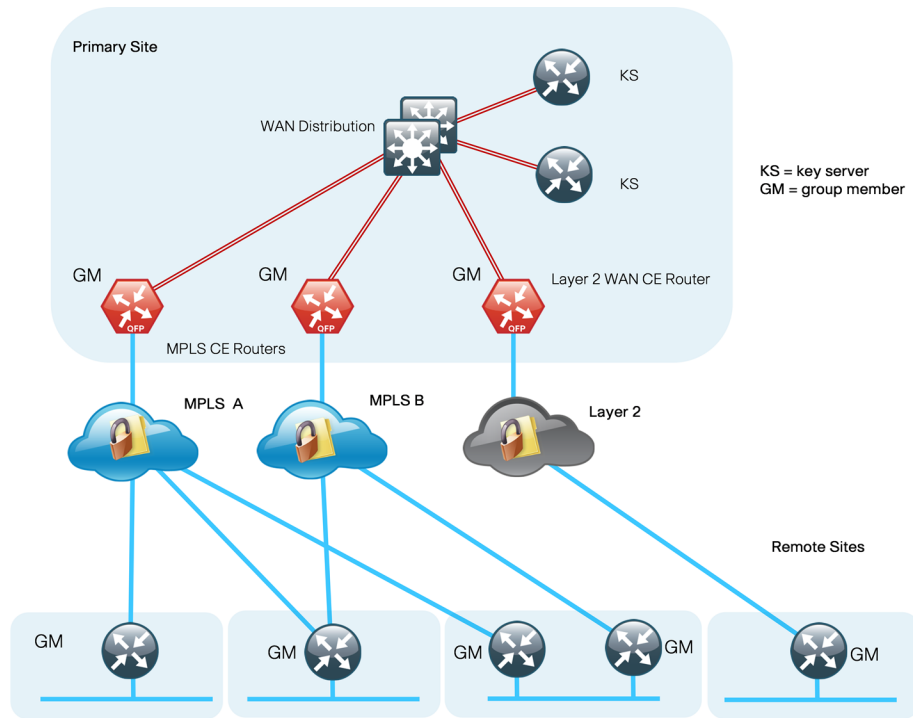 Primary Site
KS
WAN Distribution
KS
KS = key server
GM = group member
GM
GM
GM
Layer 2 WAN CE Router
QFP
QFP
QFP
MPLS CE Routers
MPLS A
MPLS B
Layer 2
Remote Sites
GM
GM
GM
GM
GM